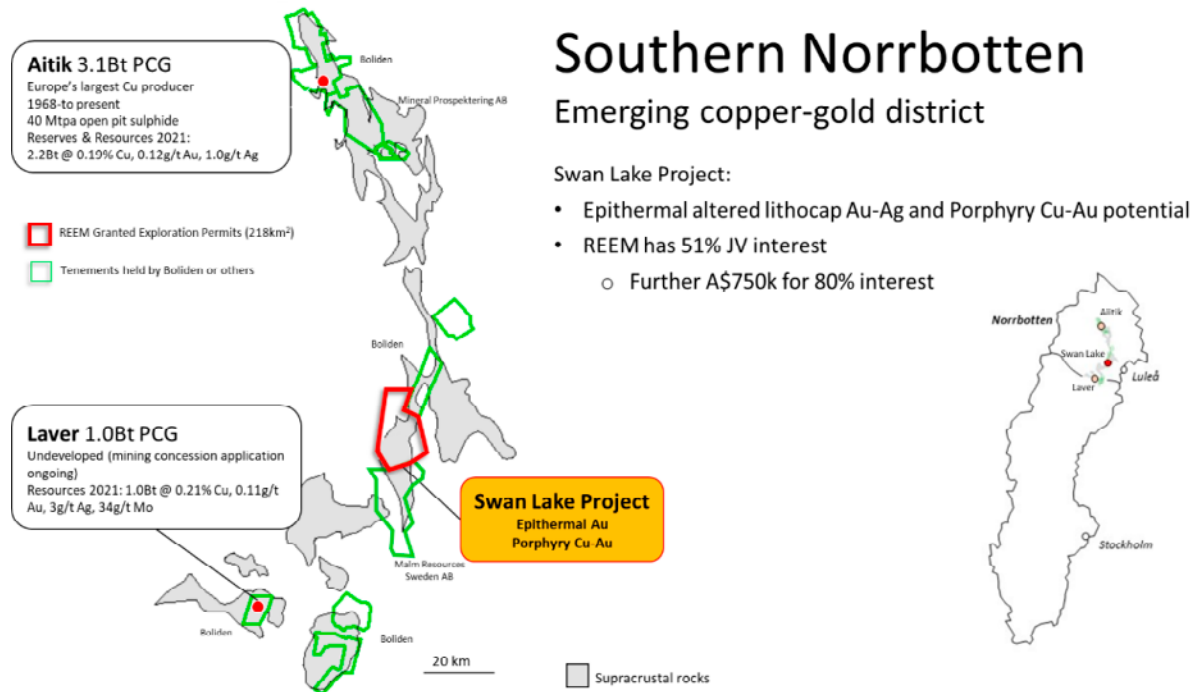 Southern Norrbotten
Emerging copper-gold district
Aitik 3.1Bt PCG
Europe's largest Cu producer
1968-to present
40 Mtpa open pit sulphide
Reserves & Resources 2021:
2.2Bt @ 0.19% Cu, 0.12g/t Au, 1.0g/t Ag
Boliden
Mineral Prospektering AB
REEM Granted Exploration Permits (218km²)
Tenements held by Boliden or others
Swan Lake Project:
• Epithermal altered lithocap Au-Ag and Porphyry Cu-Au potential
• REEM has 51% JV interest
o Further A$750k for 80% interest
Boliden
Laver 1.0Bt PCG
Undeveloped (mining concession application
ongoing)
Resources 2021: 1.0Bt @ 0.21% Cu, 0.11g/t
Au, 3g/t Ag, 34g/t Mo
Swan Lake Project
Epithermal Au
Porphyry Cu-Au
Malm Resources
Sweden AB
Boliden
Boliden
20 km
Supracrustal rocks
Norrbotten
Aitik
Swan Lake
Luleå
Laver
Stockholm